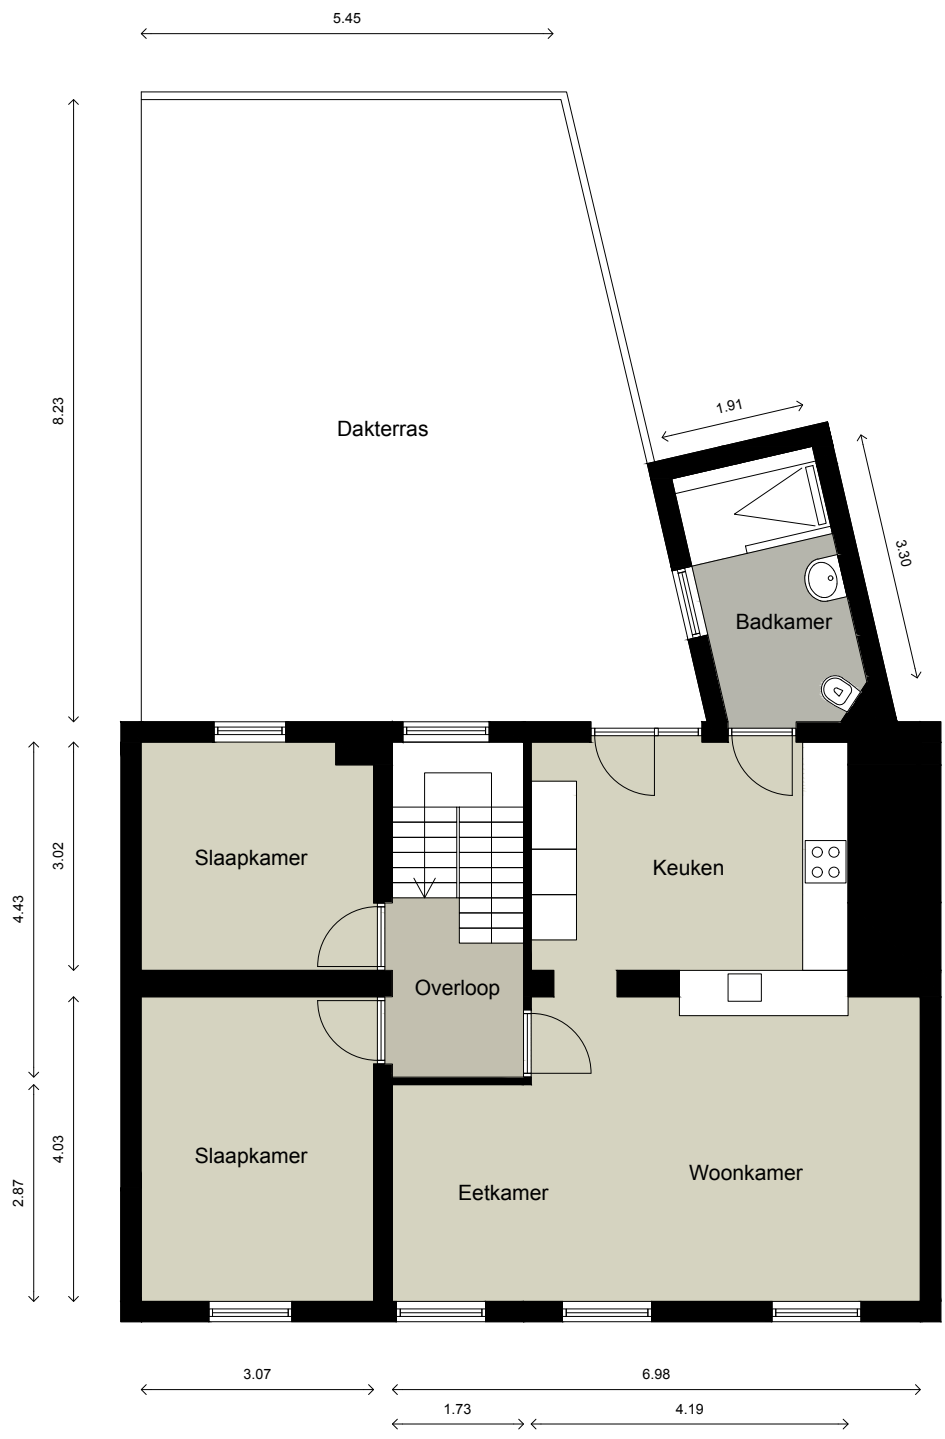 5.45
8.23
Dakterras
1.91
3.30
Badkamer
3.02
4.43
Slaapkamer
Keuken
Overloop
4.03
2.87
Slaapkamer
Eetkamer
Woonkamer
3.07
6.98
1.73
4.19